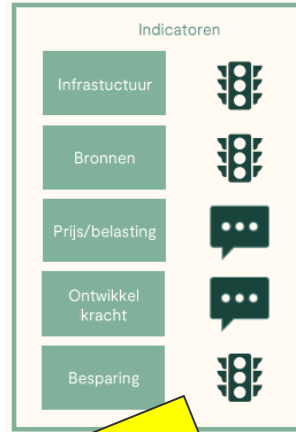 Indicatoren
Infrastuctuur
Bronnen
Prijs/belasting
Ontwikkel
kracht
Besparing